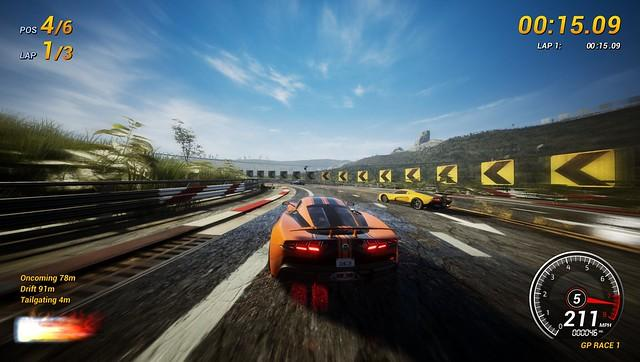 POS 4/6
LAP 1/3
00:15.09
LAP 1: 00:15.09
Oncoming 78m
Drift 91m
Tailgating 4m
5
211 MPH
GP RACE 1